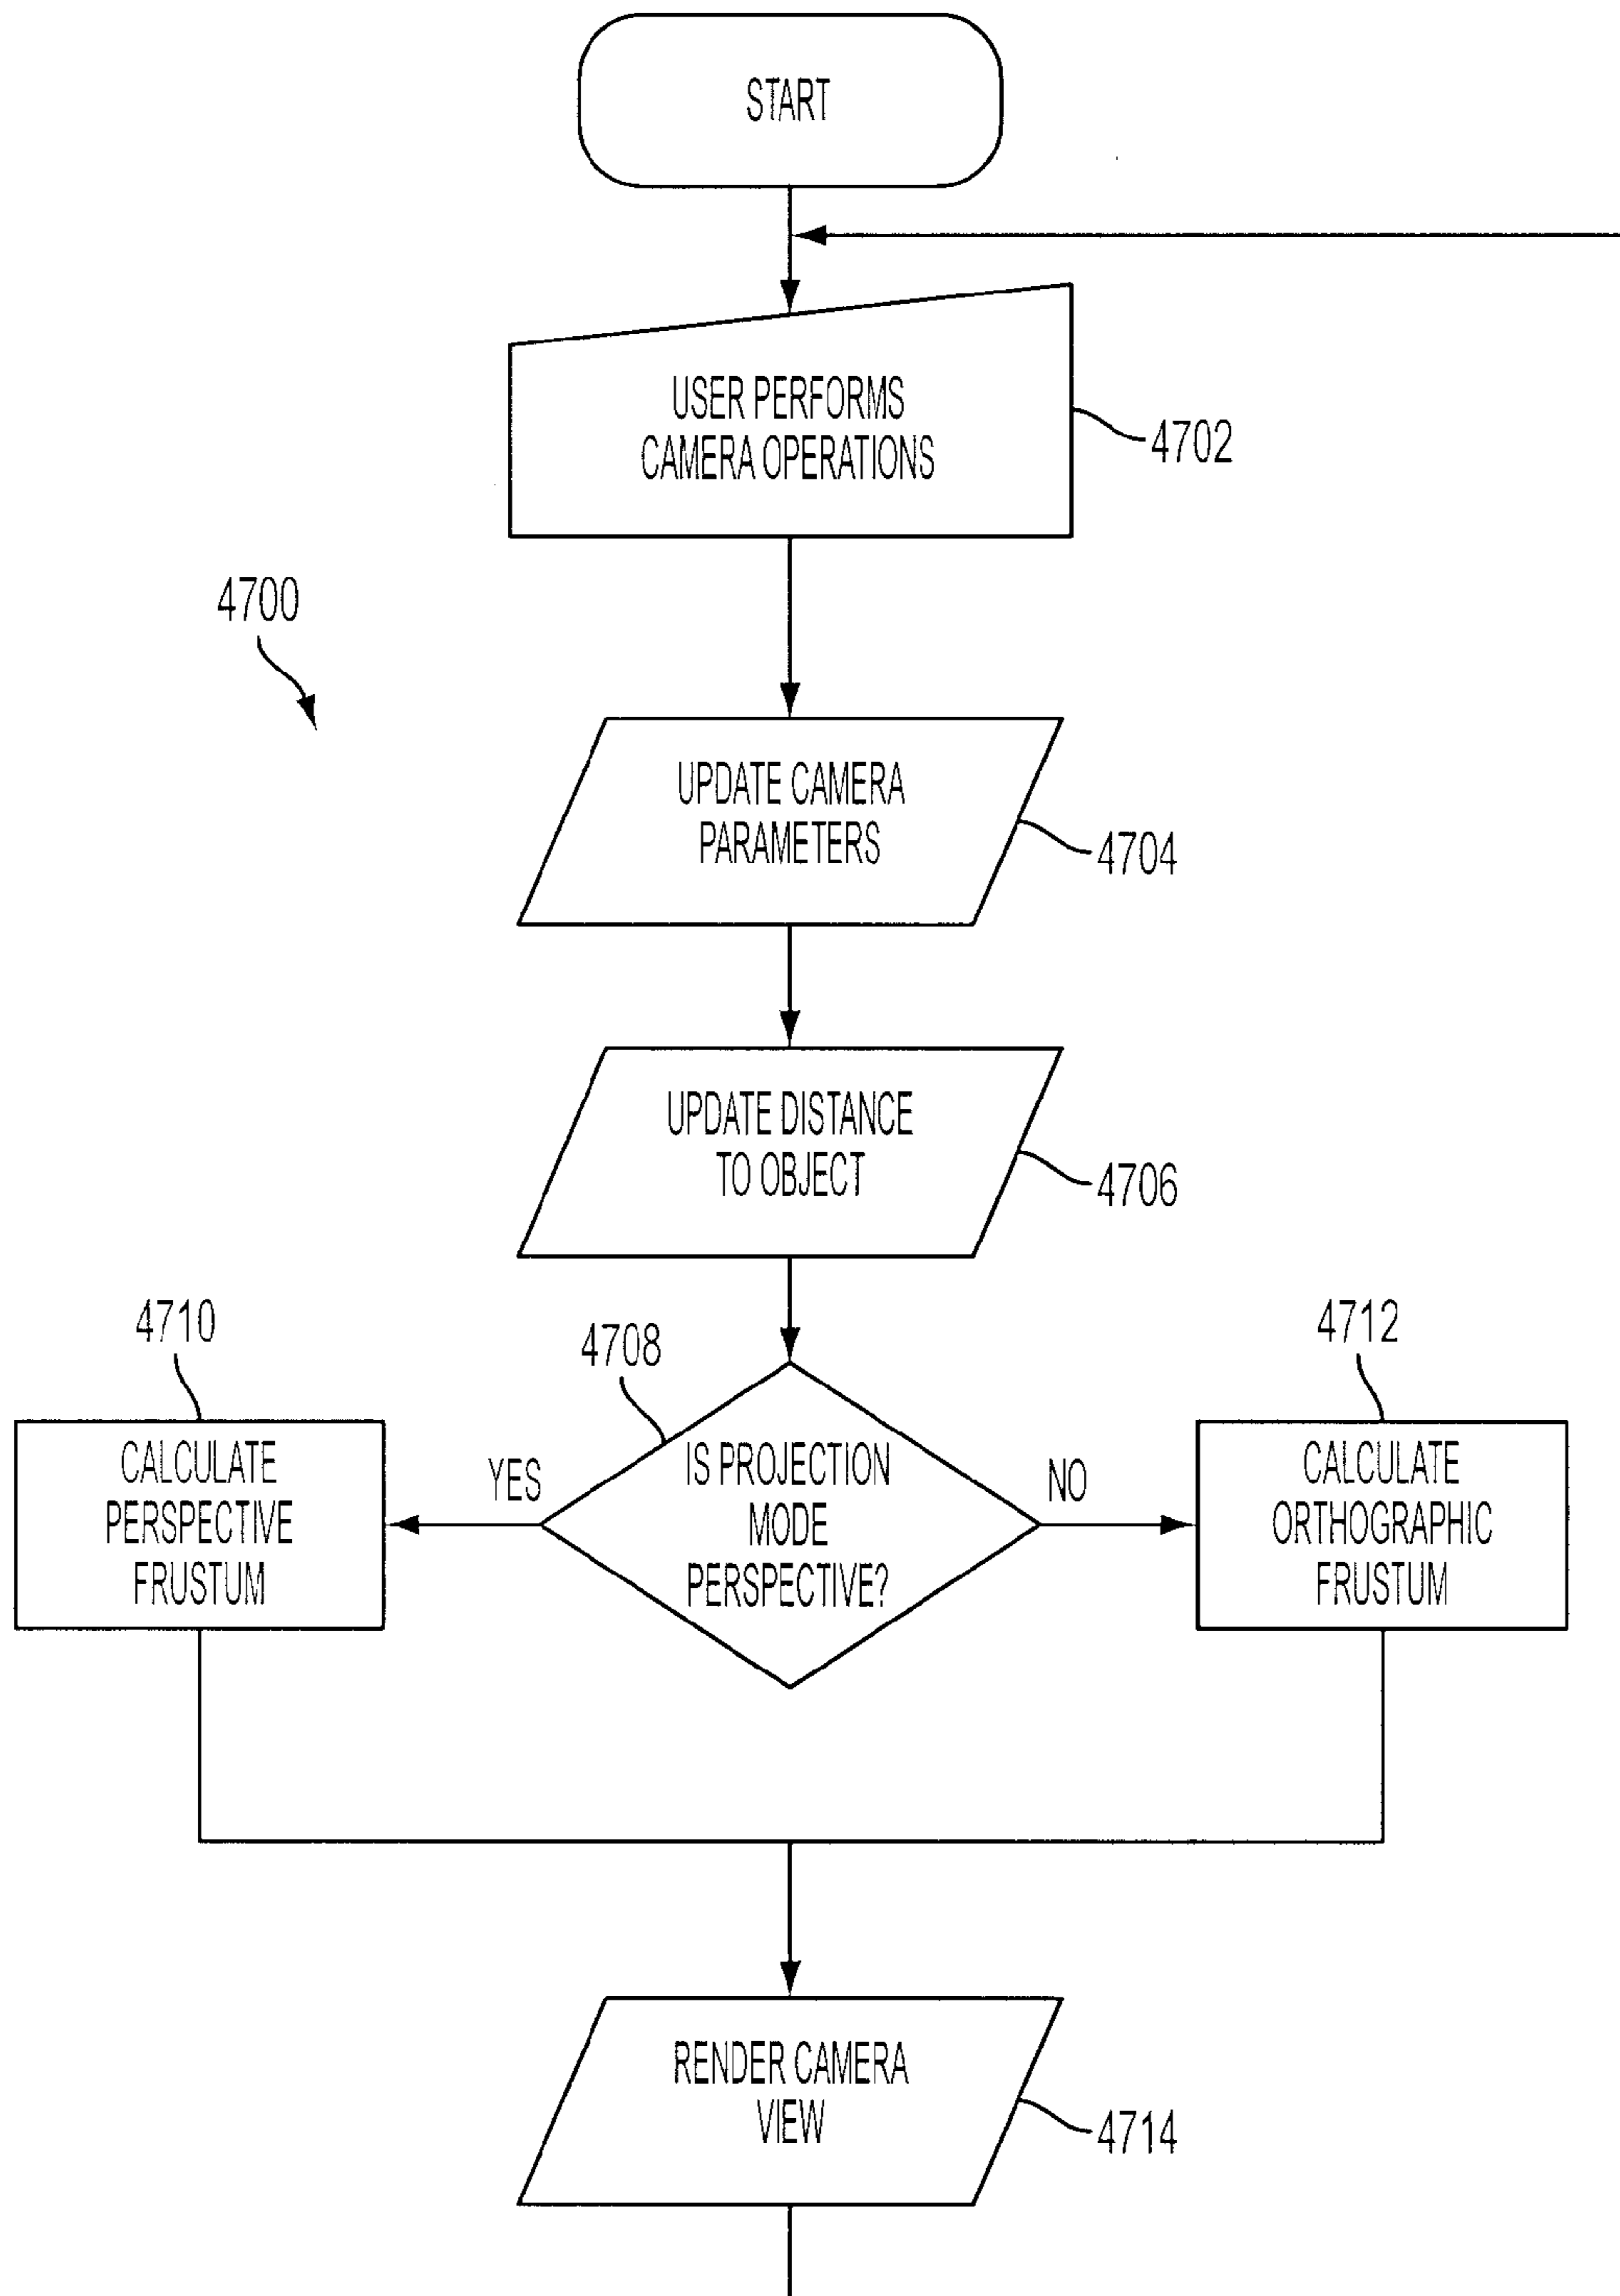 START
USER PERFORMS
CAMERA OPERATIONS
4702
4700
UPDATE CAMERA
PARAMETERS
4704
UPDATE DISTANCE
TO OBJECT
4706
4710
4708
4712
CALCULATE
PERSPECTIVE
FRUSTUM
YES
IS PROJECTION
MODE
PERSPECTIVE?
NO
CALCULATE
ORTHOGRAPHIC
FRUSTUM
RENDER CAMERA
VIEW
4714